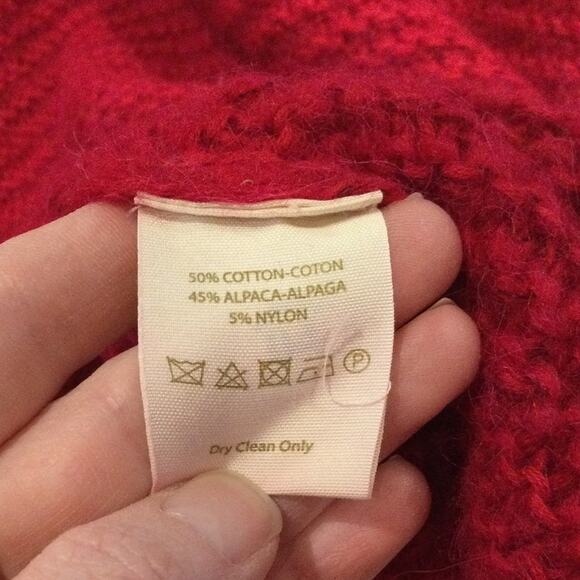 50% COTTON-COTON
45% ALPACA-ALPAGA
5% NYLON
P
Dry Clean Only